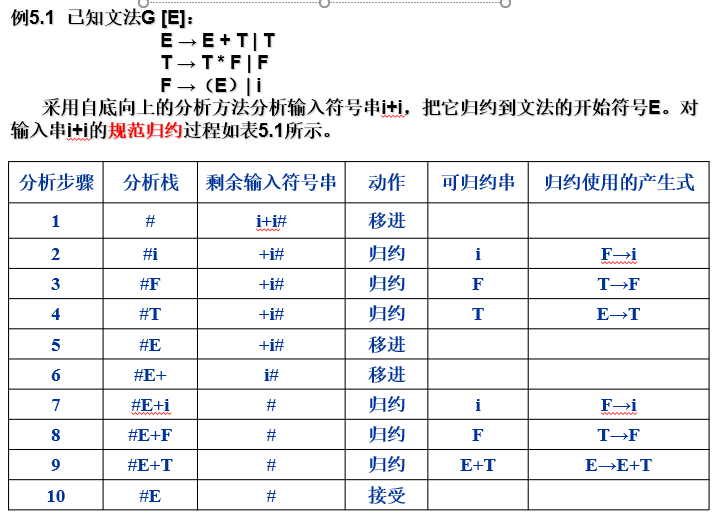 例5.1 已知文法G [E]：
E → E + T | T
T → T * F | F
F → （E）| i
采用自底向上的分析方法分析输入符号串i+i，把它归约到文法的开始符号E。对
输入串i+i的规范归约过程如表5.1所示。
分析步骤 分析栈 剩余输入符号串 动作 可归约串 归约使用的产生式
1 # i+i# 移进
2 #i +i# 归约 i F→i
3 #F +i# 归约 F T→F
4 #T +i# 归约 T E→T
5 #E +i# 移进
6 #E+ i# 移进
7 #E+i # 归约 i F→i
8 #E+F # 归约 F T→F
9 #E+T # 归约 E+T E→E+T
10 #E # 接受